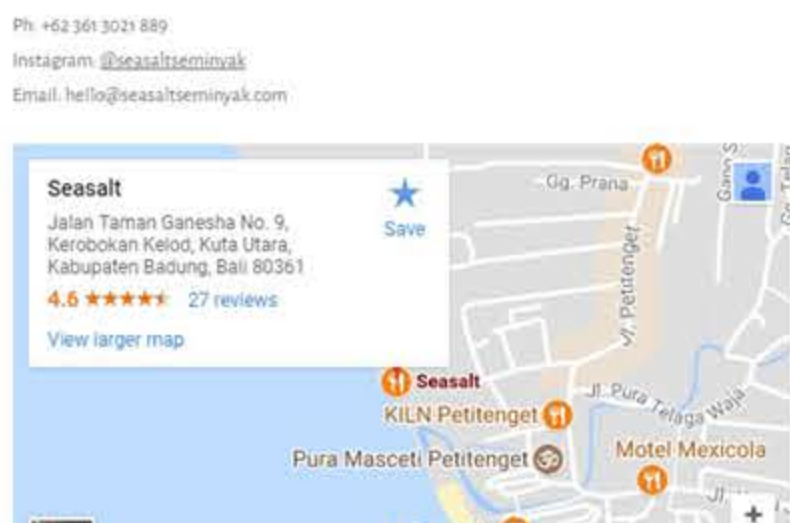 Ph: +62 361 3021 889
Instagram: @seasaltseminyak
Email: hello@seasaltseminyak.com
Seasalt
Jalan Taman Ganesha No. 9,
Kerobokan Kelod, Kuta Utara,
Kabupaten Badung, Bali 80361
Save
4.6 27 reviews
View larger map
Gg. Prana
Jl. Petitenget
Seasalt
KILN Petitenget
Jl. Pura Telaga Waja
Pura Masceti Petitenget
Motel Mexicola
+